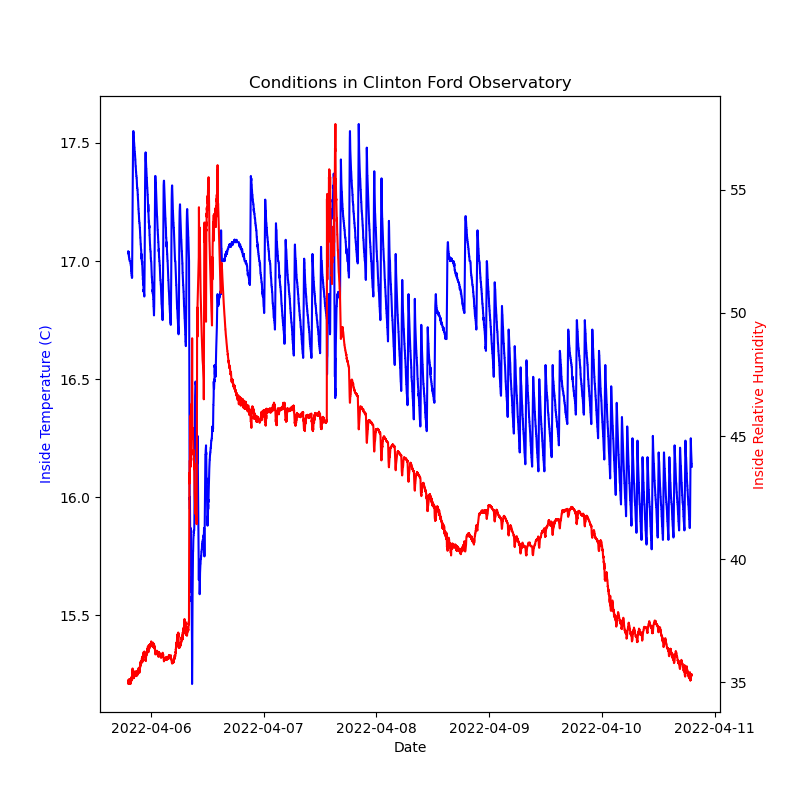 Conditions in Clinton Ford Observatory
Inside Temperature (C)
17.5
17.0
16.5
16.0
15.5
55
50
45
40
35
Inside Relative Humidity
2022-04-06 2022-04-07 2022-04-08 2022-04-09 2022-04-10 2022-04-11
Date